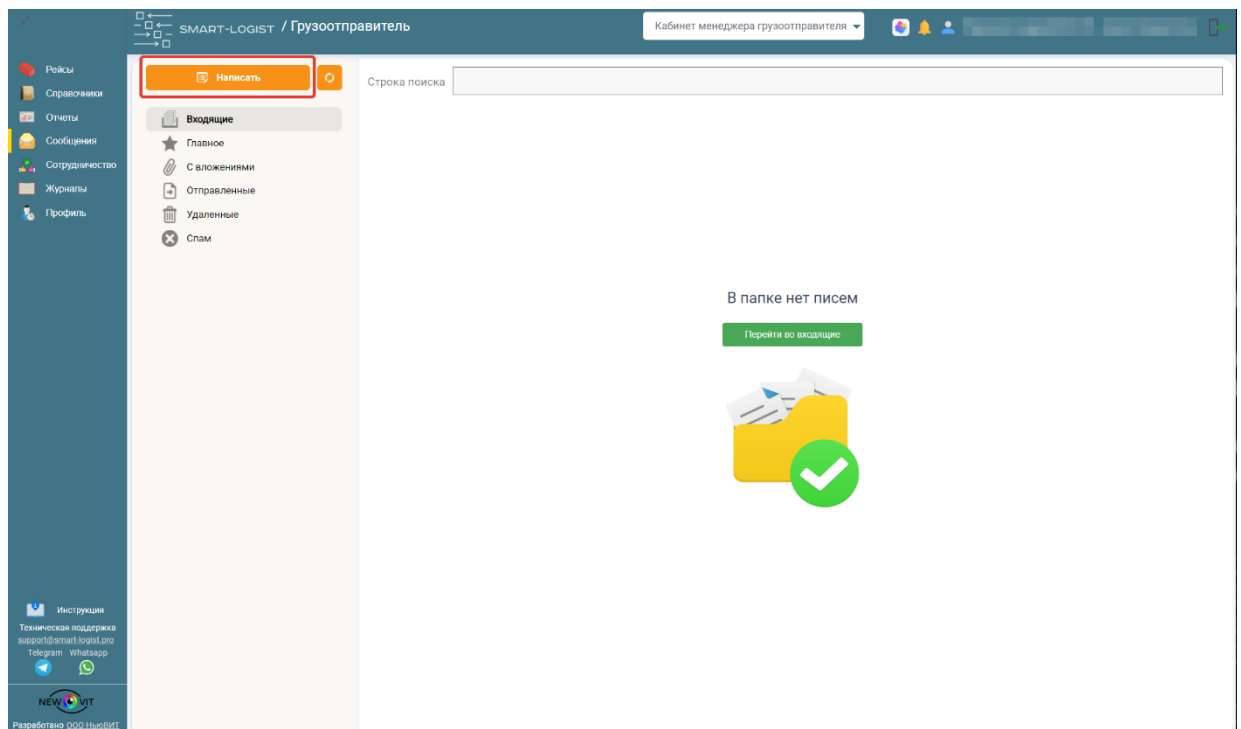 SMART-LOGIST / Грузоотправитель
Кабинет менеджера грузоотправителя
Рейсы
Справочники
Отчеты
Сообщения
Сотрудничество
Журналы
Профиль
Написать
Входящие
Главное
С вложениями
Отправленные
Удаленные
Спам
Строка поиска
В папке нет писем
Перейти во входящие
Инструкция
Техническая поддержка
support@smart-logist.pro
Telegram Whatsapp
NEW VIT
Разработано ООО НьюВИТ